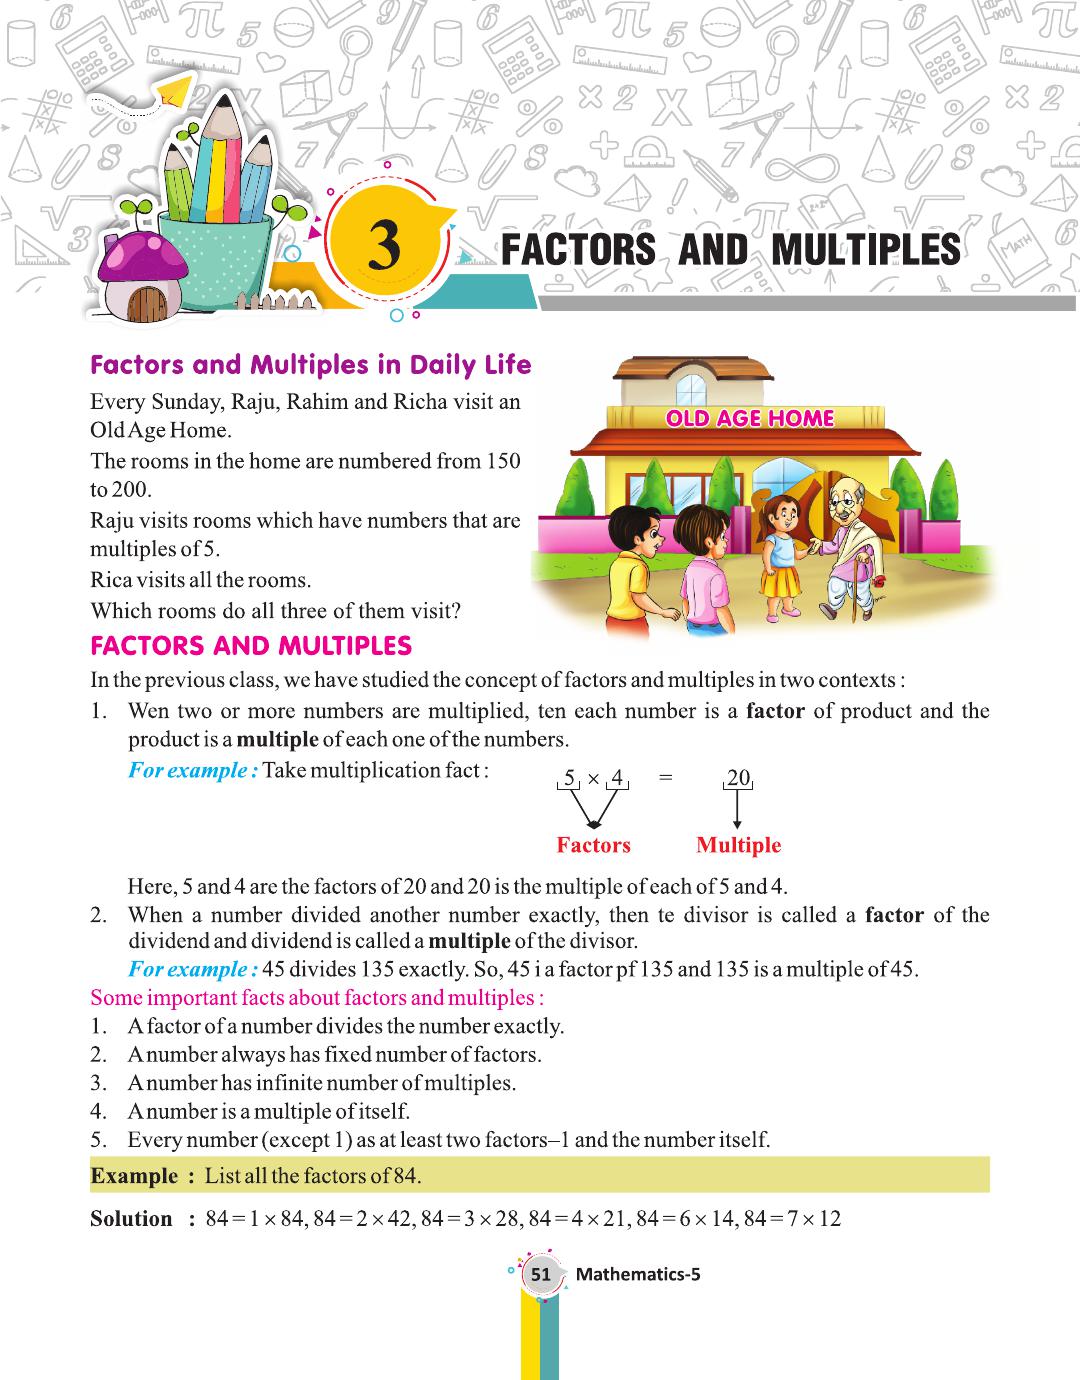 3
FACTORS AND MULTIPLES
Factors and Multiples in Daily Life
Every Sunday, Raju, Rahim and Richa visit an
Old Age Home.
The rooms in the home are numbered from 150
to 200.
Raju visits rooms which have numbers that are
multiples of 5.
Rica visits all the rooms.
Which rooms do all three of them visit?
OLD AGE HOME
FACTORS AND MULTIPLES
In the previous class, we have studied the concept of factors and multiples in two contexts :
1. Wen two or more numbers are multiplied, ten each number is a factor of product and the
product is a multiple of each one of the numbers.
For example : Take multiplication fact :
5 × 4 = 20
Factors Multiple
Here, 5 and 4 are the factors of 20 and 20 is the multiple of each of 5 and 4.
2. When a number divided another number exactly, then te divisor is called a factor of the
dividend and dividend is called a multiple of the divisor.
For example : 45 divides 135 exactly. So, 45 i a factor pf 135 and 135 is a multiple of 45.
Some important facts about factors and multiples :
1. A factor of a number divides the number exactly.
2. A number always has fixed number of factors.
3. A number has infinite number of multiples.
4. A number is a multiple of itself.
5. Every number (except 1) as at least two factors–1 and the number itself.
Example : List all the factors of 84.
Solution : 84 = 1 × 84, 84 = 2 × 42, 84 = 3 × 28, 84 = 4 × 21, 84 = 6 × 14, 84 = 7 × 12
51 Mathematics-5